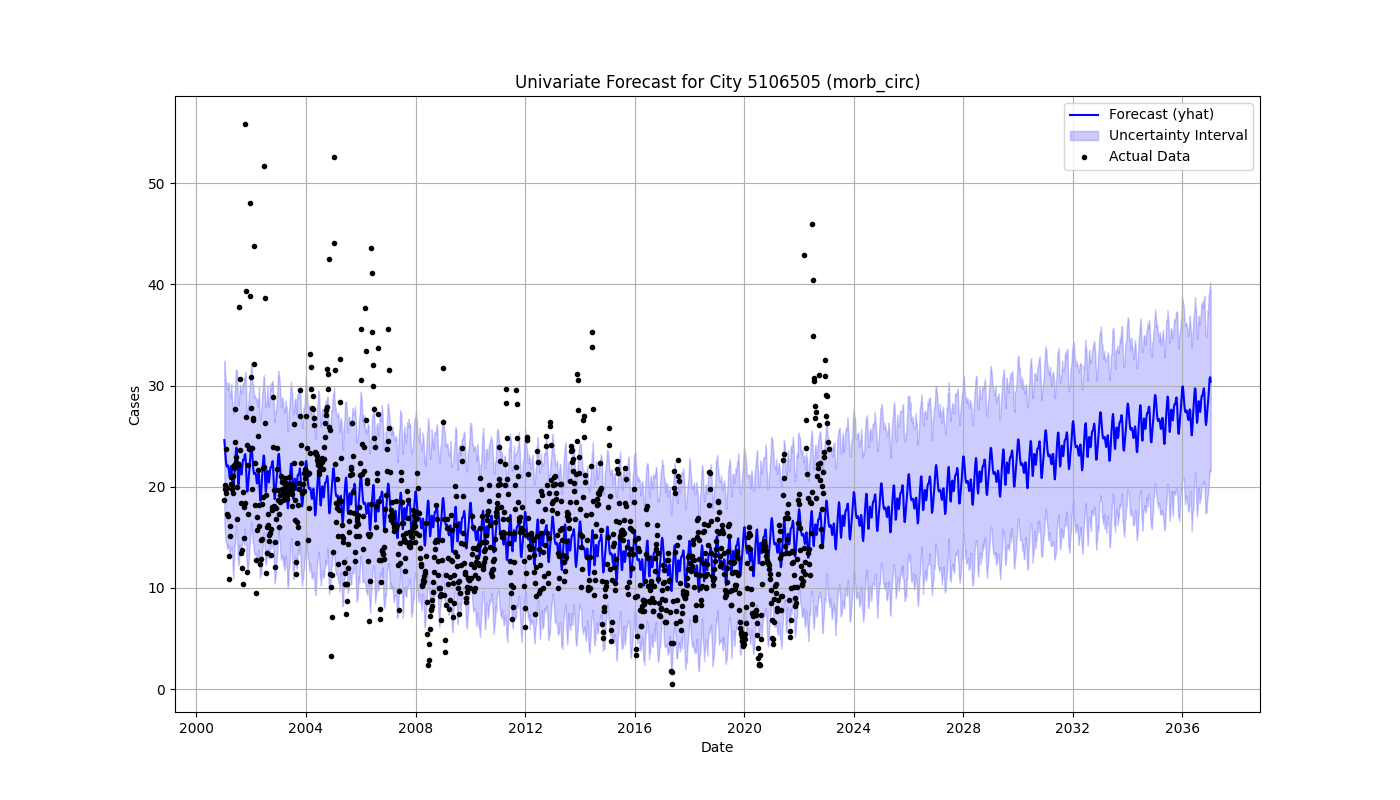 Univariate Forecast for City 5106505 (morb_circ)
Forecast (yhat)
Uncertainty Interval
Actual Data
50
40
30
20
10
0
Cases
2000 2004 2008 2012 2016 2020 2024 2028 2032 2036
Date